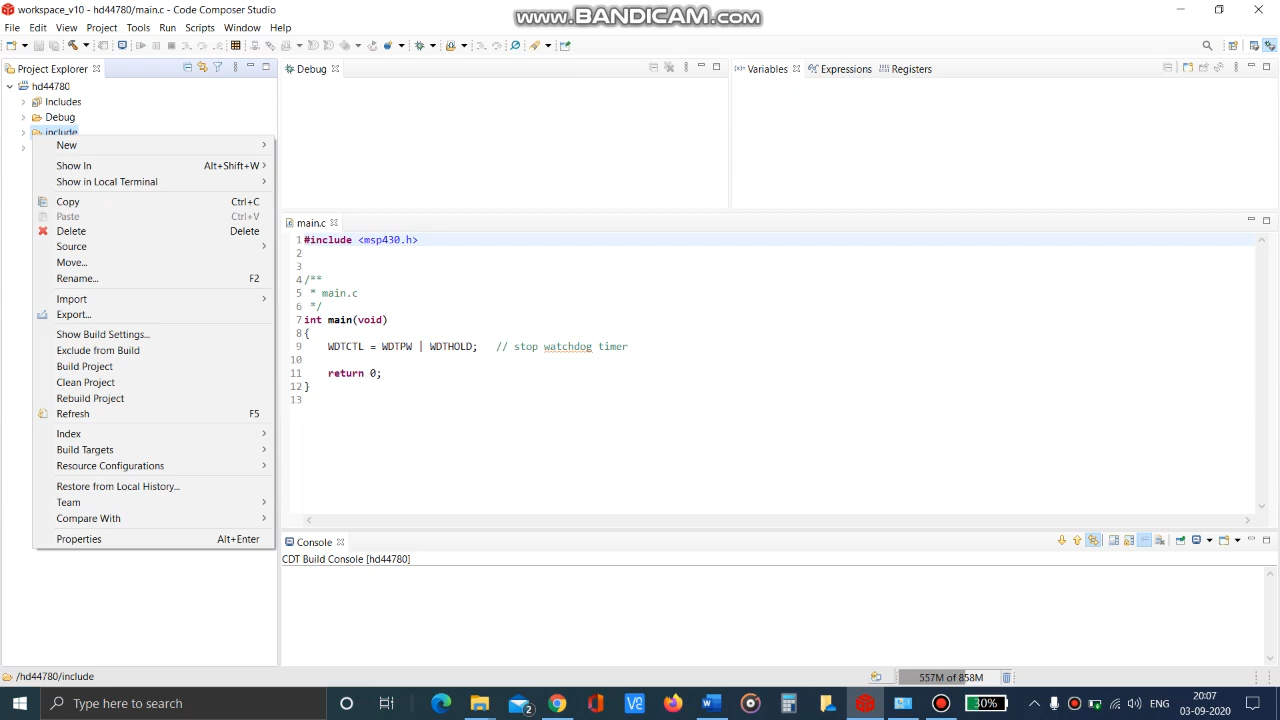 workspace_v10 - hd44780/main.c - Code Composer Studio
www.BANDICAM.com
File Edit View Project Tools Run Scripts Window Help
Project Explorer
Debug
Variables Expressions Registers
hd44780
Includes
Debug
include
New
Show In Alt+Shift+W
Show in Local Terminal
Copy Ctrl+C
Paste Ctrl+V
Delete Delete
Source
Move...
Rename... F2
Import
Export...
Show Build Settings...
Exclude from Build
Build Project
Clean Project
Rebuild Project
Refresh F5
Index
Build Targets
Resource Configurations
Restore from Local History...
Team
Compare With
Properties Alt+Enter
main.c
1 #include <msp430.h>
2
3
4 /**
5  * main.c
6  */
7 int main(void)
8 {
9 WDTCTL = WDTPW | WDTHOLD; // stop watchdog timer
10
11 return 0;
12 }
13
Console
CDT Build Console [hd44780]
/hd44780/include
557M of 858M
Type here to search
2
30%
ENG
20:07
03-09-2020